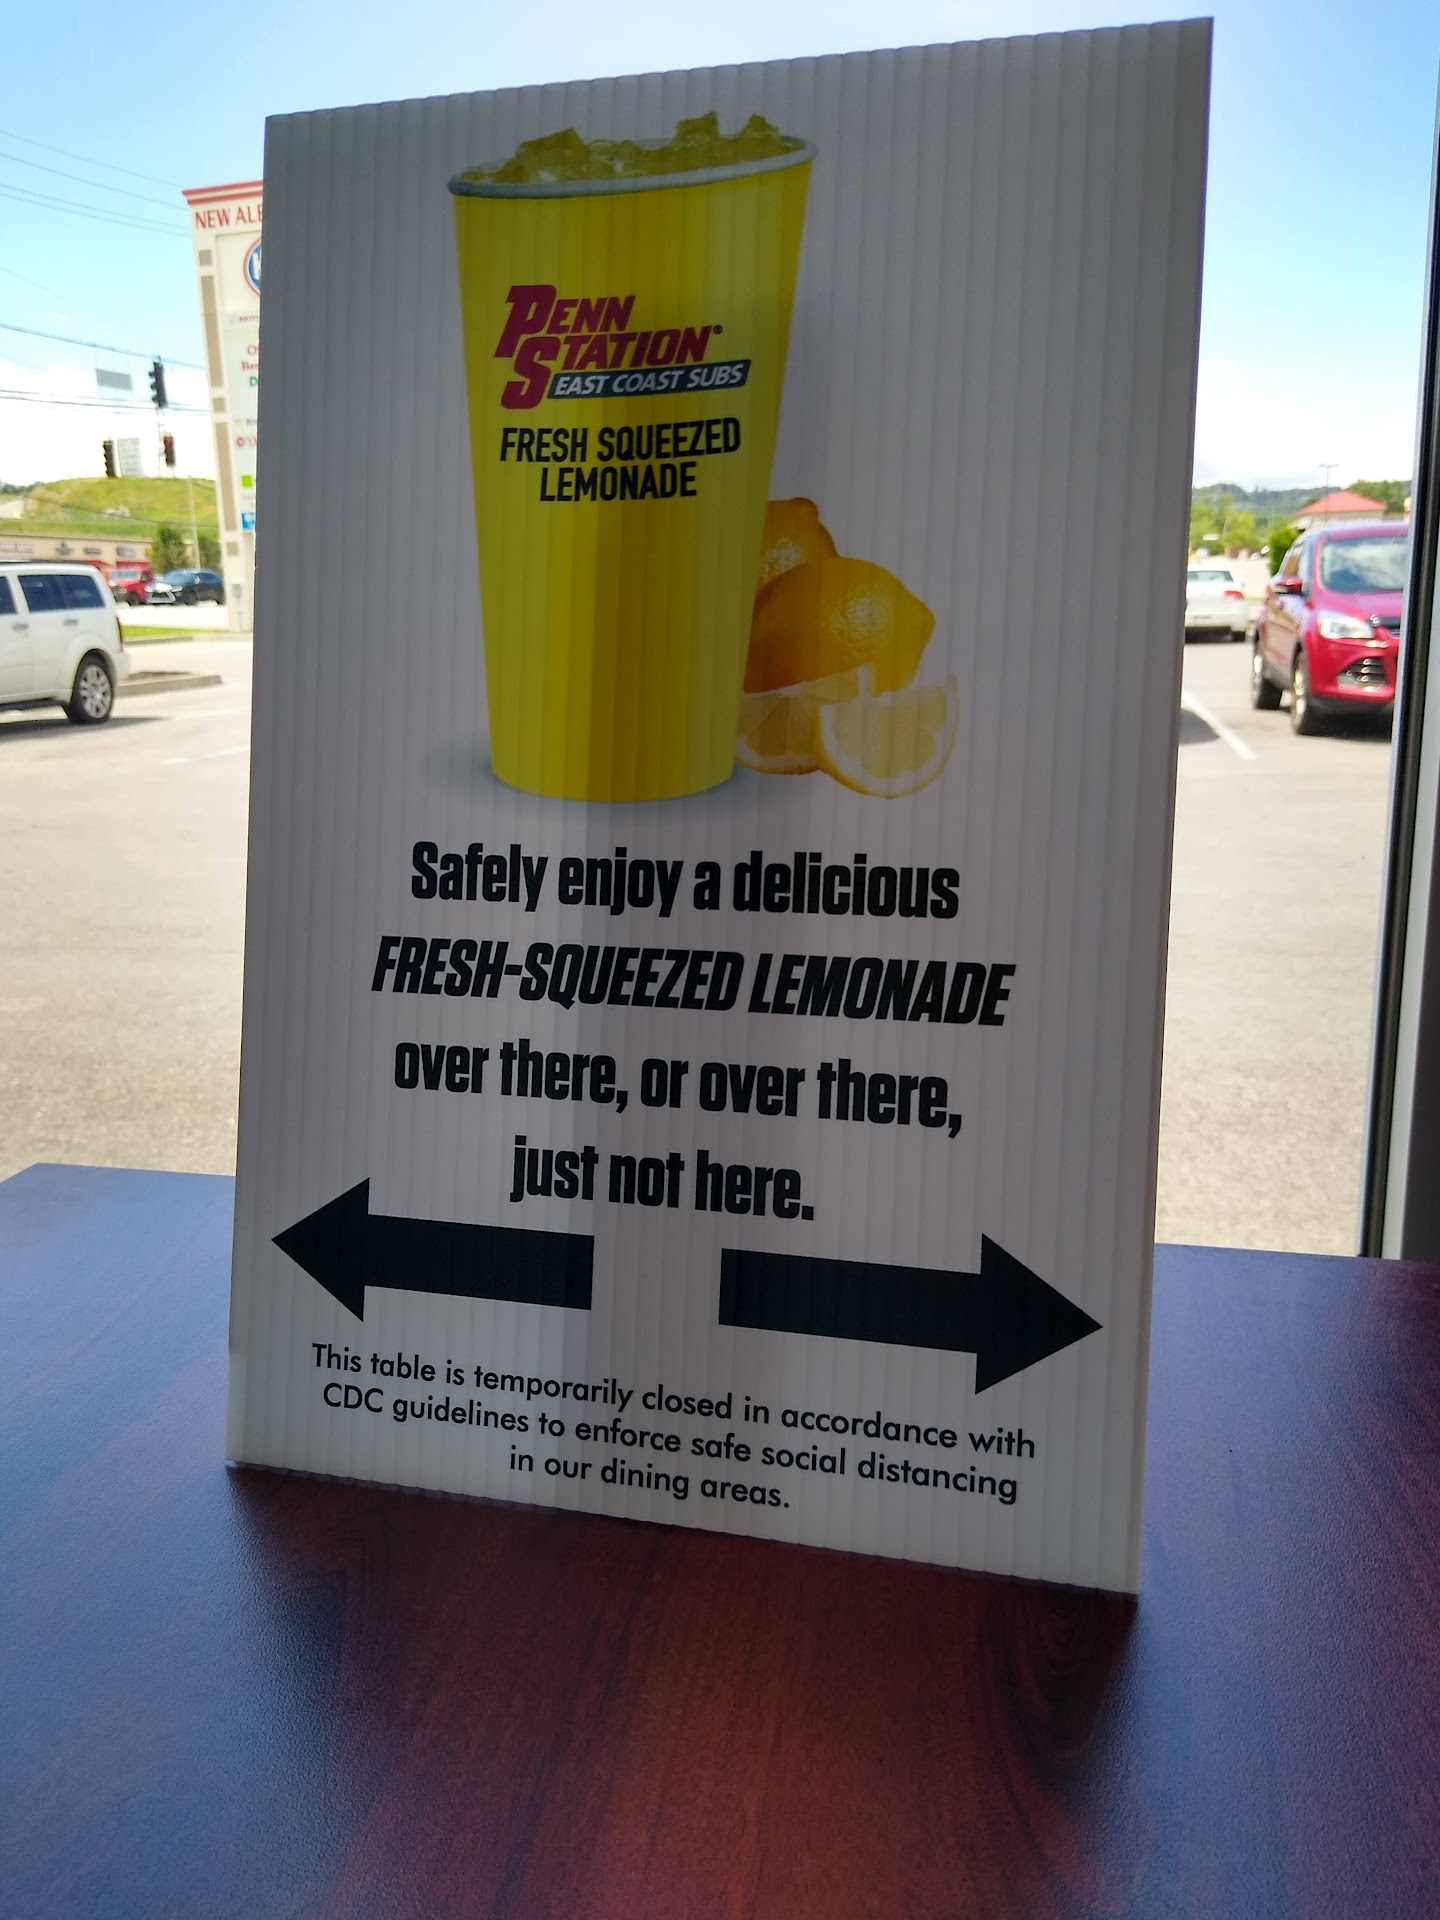 NEW
PENN
STATION®
EAST COAST SUBS
FRESH SQUEEZED
LEMONADE
Safely enjoy a delicious
FRESH-SQUEEZED LEMONADE
over there, or over there,
just not here.
This table is temporarily closed in accordance with
CDC guidelines to enforce safe social distancing
in our dining areas.